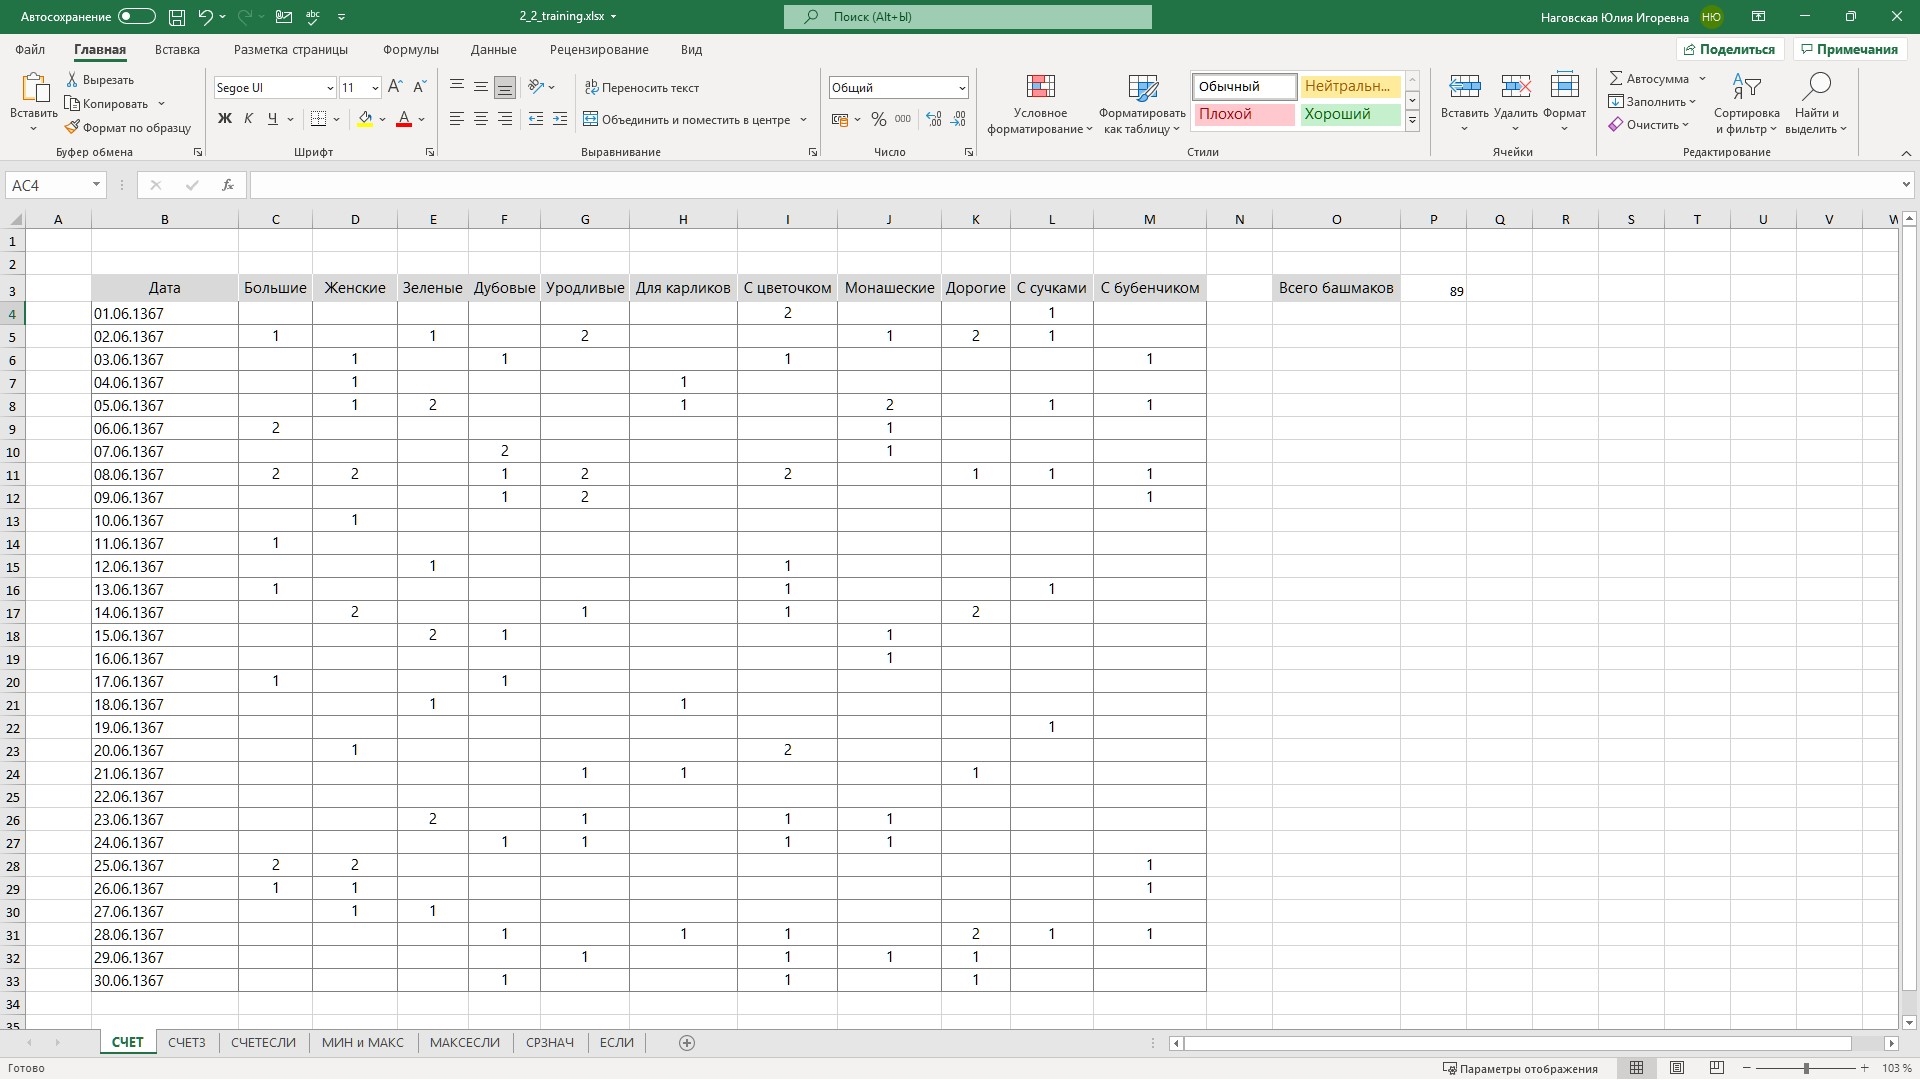 Автосохранение 2_2_training.xlsx Поиск (Alt+Ы) Наговская Юлия Игоревна НЮ
Файл Главная Вставка Разметка страницы Формулы Данные Рецензирование Вид Поделиться Примечания
Вставить Вырезать Копировать Формат по образцу
Буфер обмена
Segoe UI 11
Ж К Ч
Шрифт
Переносить текст
Объединить и поместить в центре
Выравнивание
Общий
% 000
Число
Условное форматирование Форматировать как таблицу
Обычный Нейтральн...
Плохой Хороший
Стили
Вставить Удалить Формат
Ячейки
Автосумма
Заполнить
Очистить
Сортировка и фильтр Найти и выделить
Редактирование
AC4 fx
A B C D E F G H I J K L M N O P Q R S T U V W
1
2
3 Дата Большие Женские Зеленые Дубовые Уродливые Для карликов С цветочком Монашеские Дорогие С сучками С бубенчиком Всего башмаков 89
4 01.06.1367 2 1
5 02.06.1367 1 1 2 1 2 1
6 03.06.1367 1 1 1 1
7 04.06.1367 1 1
8 05.06.1367 1 2 1 2 1 1
9 06.06.1367 2 1
10 07.06.1367 2 1
11 08.06.1367 2 2 1 2 2 1 1 1
12 09.06.1367 1 2 1
13 10.06.1367 1
14 11.06.1367 1
15 12.06.1367 1 1
16 13.06.1367 1 1 1
17 14.06.1367 2 1 1 2
18 15.06.1367 2 1 1
19 16.06.1367 1
20 17.06.1367 1 1
21 18.06.1367 1 1
22 19.06.1367 1
23 20.06.1367 1 2
24 21.06.1367 1 1 1
25 22.06.1367
26 23.06.1367 2 1 1 1
27 24.06.1367 1 1 1 1
28 25.06.1367 2 2 1
29 26.06.1367 1 1 1
30 27.06.1367 1 1
31 28.06.1367 1 1 1 2 1 1
32 29.06.1367 1 1 1 1
33 30.06.1367 1 1 1
34
35
СЧЕТ СЧЕТЗ СЧЕТЕСЛИ МИН и МАКС МАКСЕСЛИ СРЗНАЧ ЕСЛИ
Готово Параметры отображения 103 %